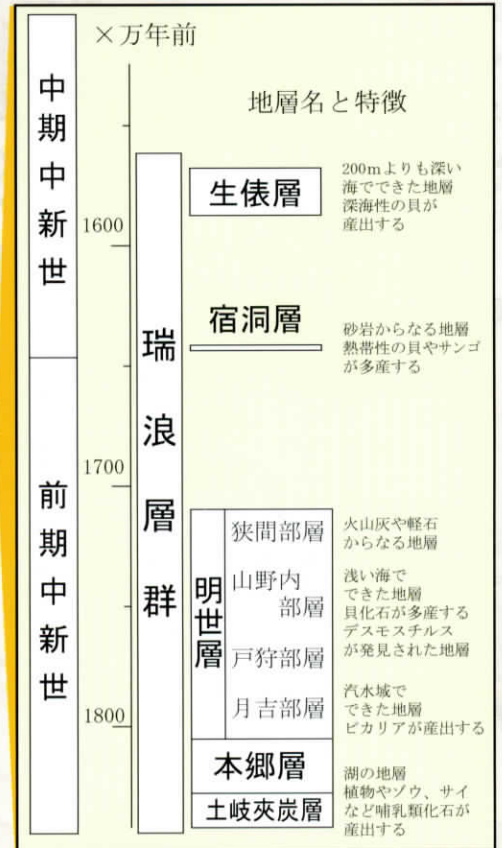 ×万年前
地層名と特徴
中期中新世
前期中新世
1600
1700
1800
瑞浪層群
生俵層
200mよりも深い
海でできた地層
深海性の貝が
産出する
宿洞層
砂岩からなる地層
熱帯性の貝やサンゴ
が多産する
明世層
狭間部層
火山灰や軽石
からなる地層
山野内
部層
浅い海で
できた地層
貝化石が多産する
デスモスチルス
が発見された地層
戸狩部層
月吉部層
汽水域で
できた地層
ビカリアが産出する
本郷層
土岐夾炭層
湖の地層
植物やゾウ、サイ
など哺乳類化石が
産出する